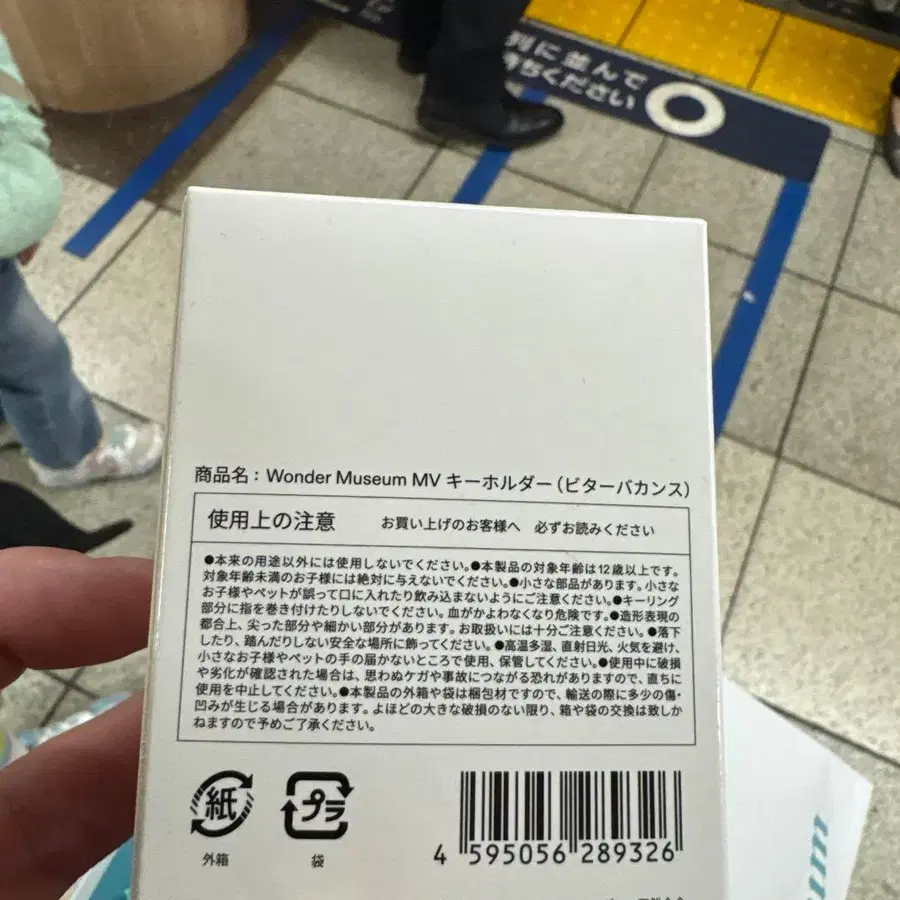 列に並んで
待ちください
商品名：Wonder Museum MV キーホルダー（ビターバカンス）
使用上の注意 お買い上げのお客様へ 必ずお読みください
●本来の用途以外には使用しないでください。●本製品の対象年齢は12歳以上です。
対象年齢未満のお子様には絶対に与えないでください。●小さな部品があります。小さな
お子様やペットが誤って口に入れたり飲み込まないようにご注意ください。●キーリング
部分に指を巻き付けたりしないでください。血がかよわなくなり危険です。●造形表現の
都合上、尖った部分や細かい部分があります。お取扱いには十分ご注意ください。●落下
したり、踏んだりしない安全な場所に飾ってください。●高温多湿、直射日光、火気を避け、
小さなお子様やペットの手の届かないところで使用、保管してください。●使用中に破損
や劣化が確認された場合は、思わぬケガや事故につながる恐れがありますので、直ちに
使用を中止してください。●本製品の外箱や袋は梱包材ですので、輸送の際に多少の傷・
凹みが生じる場合があります。よほどの大きな破損のない限り、箱や袋の交換は致しか
ねますので予めご了承ください。
紙 プラ
外箱 袋
4 595056 289326